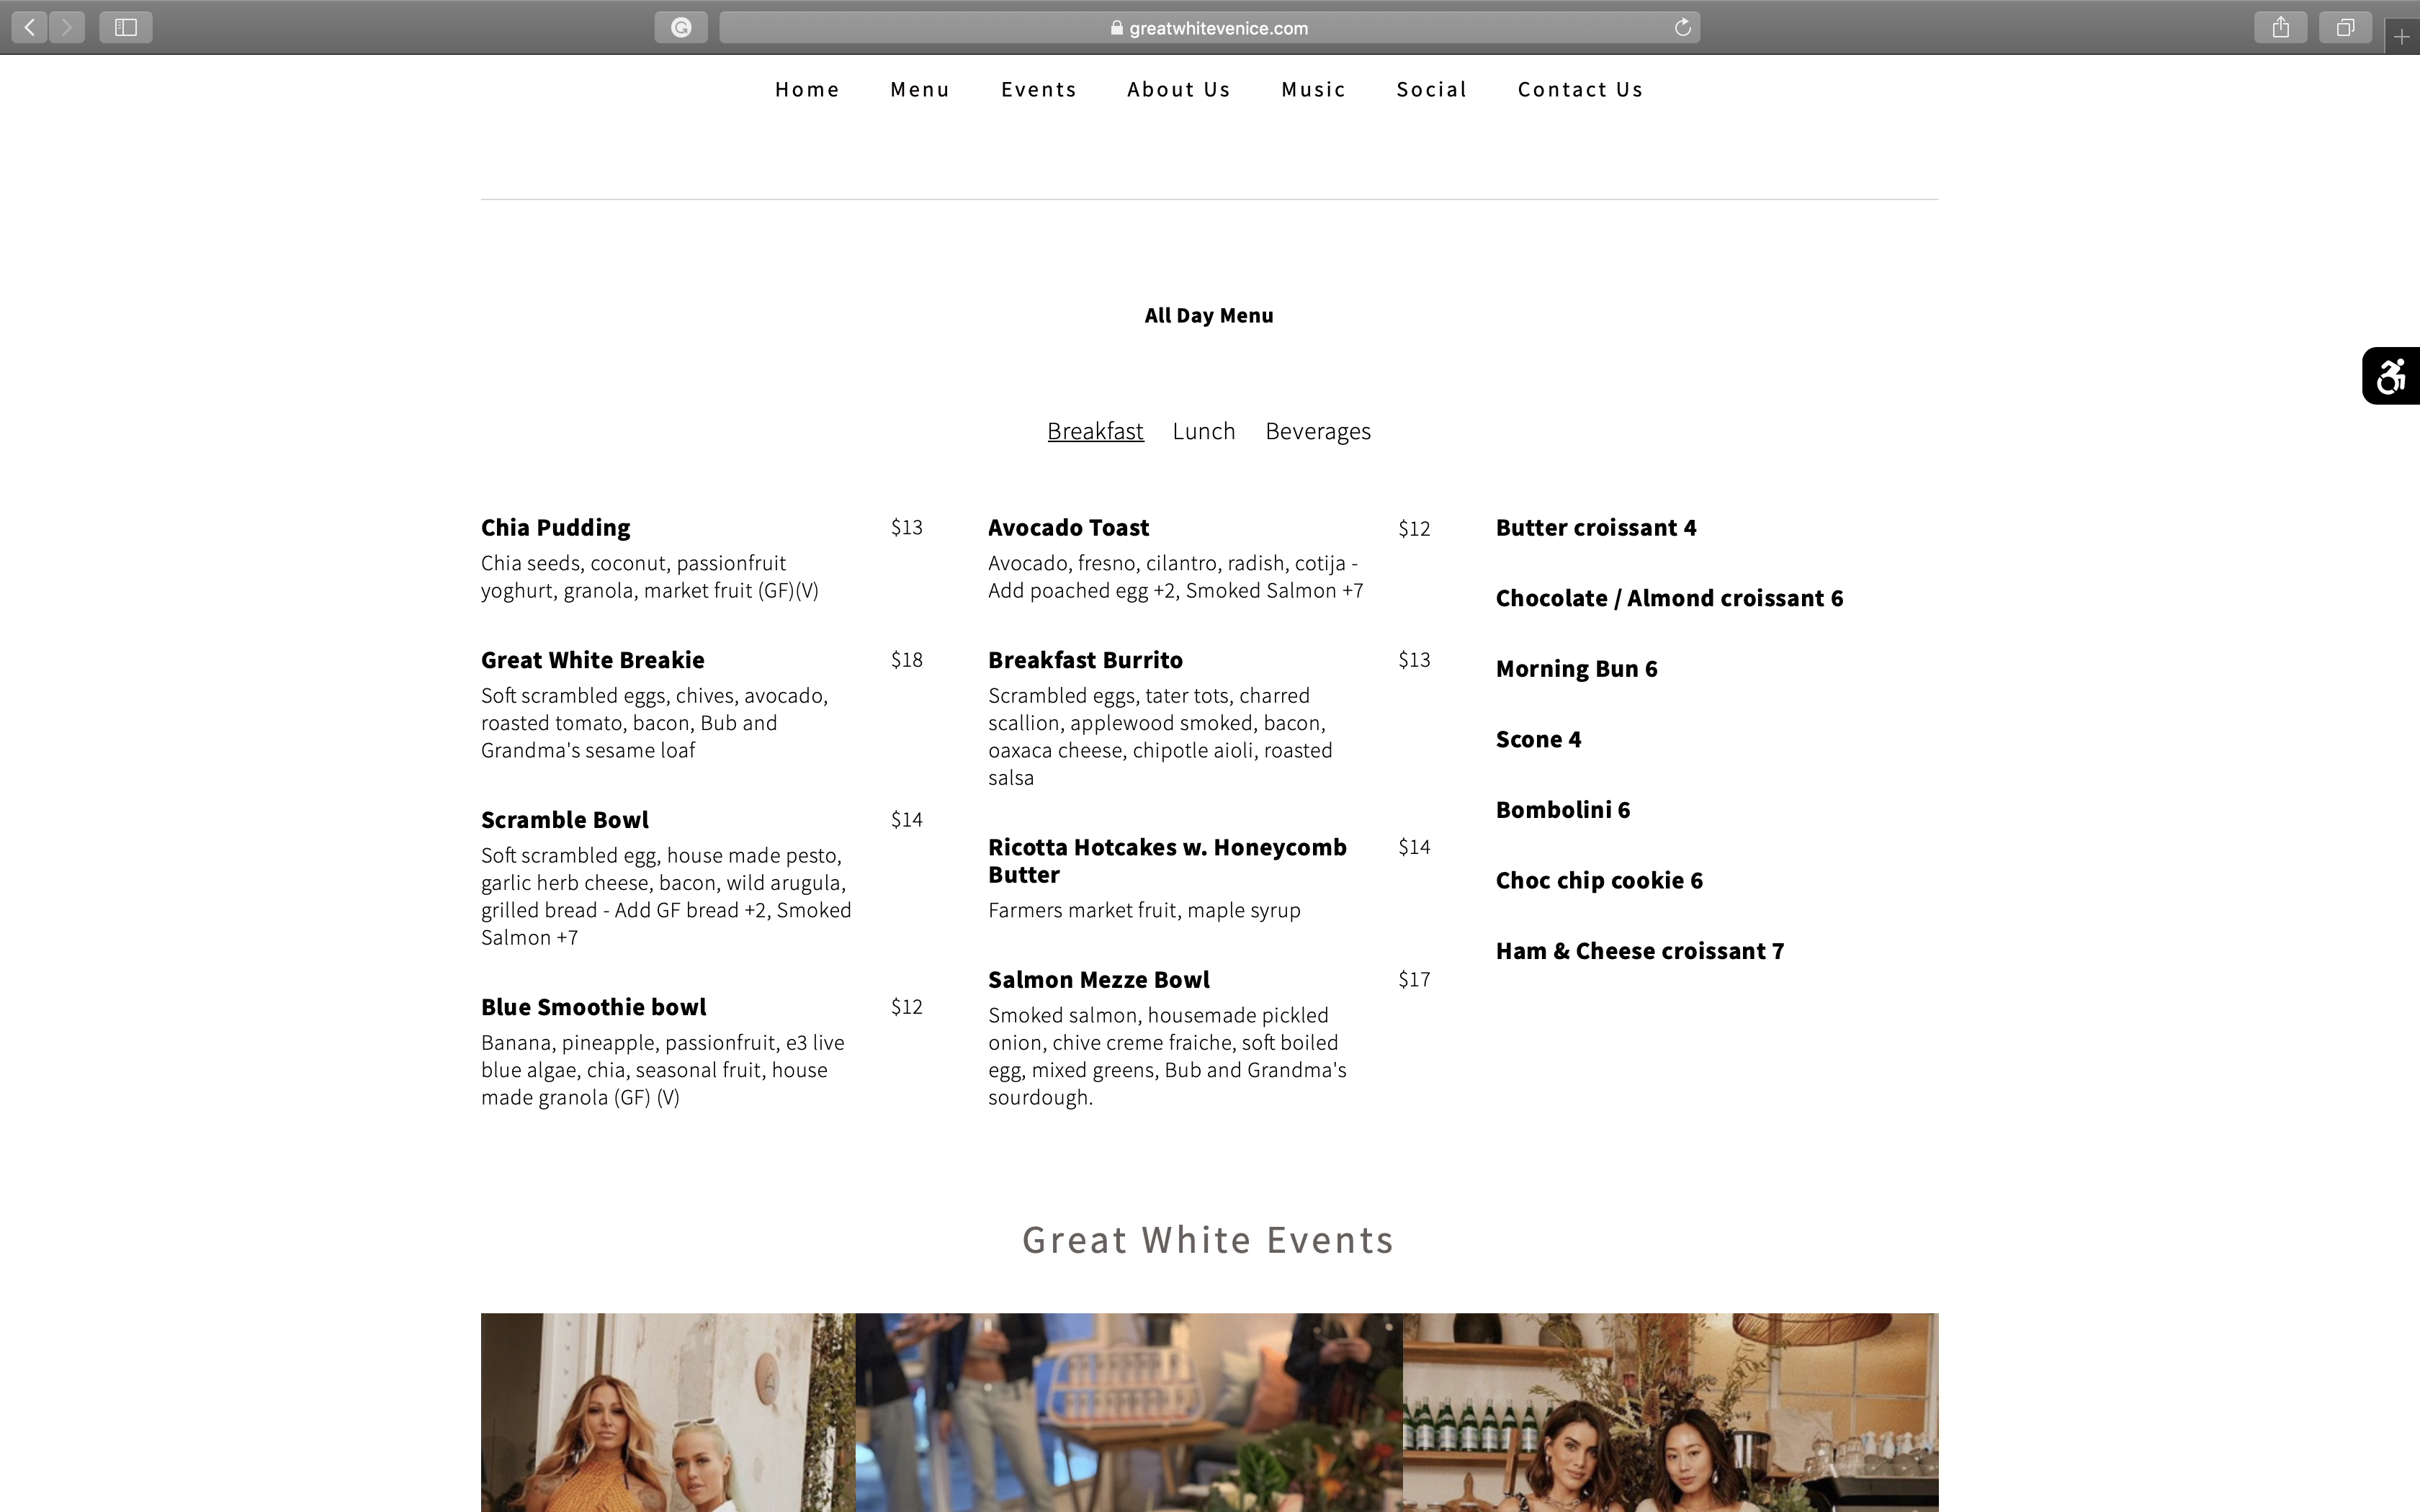 greatwhitevenice.com
Home Menu Events About Us Music Social Contact Us
All Day Menu
Breakfast Lunch Beverages
Chia Pudding $13
Chia seeds, coconut, passionfruit
yoghurt, granola, market fruit (GF)(V)
Great White Breakie $18
Soft scrambled eggs, chives, avocado,
roasted tomato, bacon, Bub and
Grandma's sesame loaf
Scramble Bowl $14
Soft scrambled egg, house made pesto,
garlic herb cheese, bacon, wild arugula,
grilled bread - Add GF bread +2, Smoked
Salmon +7
Blue Smoothie bowl $12
Banana, pineapple, passionfruit, e3 live
blue algae, chia, seasonal fruit, house
made granola (GF) (V)
Avocado Toast $12
Avocado, fresno, cilantro, radish, cotija -
Add poached egg +2, Smoked Salmon +7
Breakfast Burrito $13
Scrambled eggs, tater tots, charred
scallion, applewood smoked, bacon,
oaxaca cheese, chipotle aioli, roasted
salsa
Ricotta Hotcakes w. Honeycomb $14
Butter
Farmers market fruit, maple syrup
Salmon Mezze Bowl $17
Smoked salmon, housemade pickled
onion, chive creme fraiche, soft boiled
egg, mixed greens, Bub and Grandma's
sourdough.
Butter croissant 4
Chocolate / Almond croissant 6
Morning Bun 6
Scone 4
Bombolini 6
Choc chip cookie 6
Ham & Cheese croissant 7
Great White Events